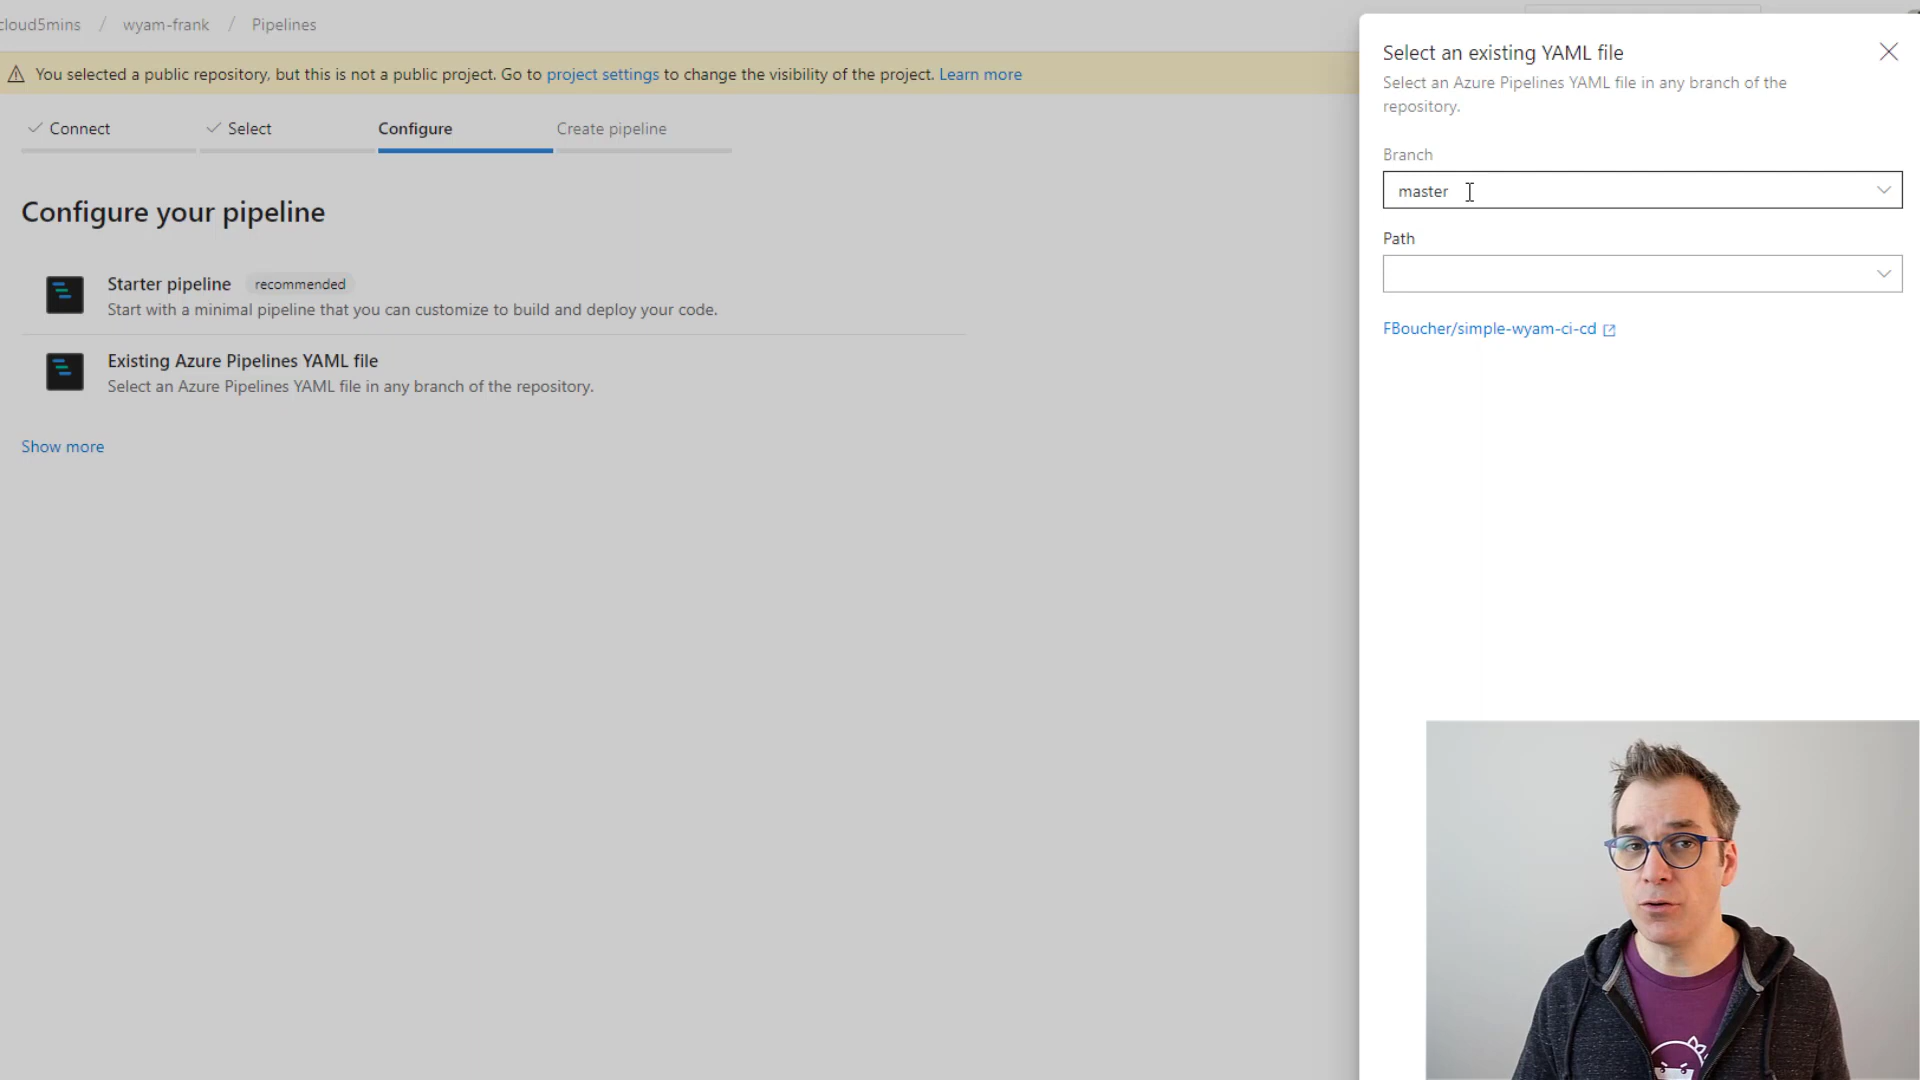 cloud5mins / wyam-frank / Pipelines
You selected a public repository, but this is not a public project. Go to project settings to change the visibility of the project. Learn more
Connect
Select
Configure
Create pipeline
Configure your pipeline
Starter pipeline recommended
Start with a minimal pipeline that you can customize to build and deploy your code.
Existing Azure Pipelines YAML file
Select an Azure Pipelines YAML file in any branch of the repository.
Show more
Select an existing YAML file
Select an Azure Pipelines YAML file in any branch of the
repository.
Branch
master
Path
FBoucher/simple-wyam-ci-cd